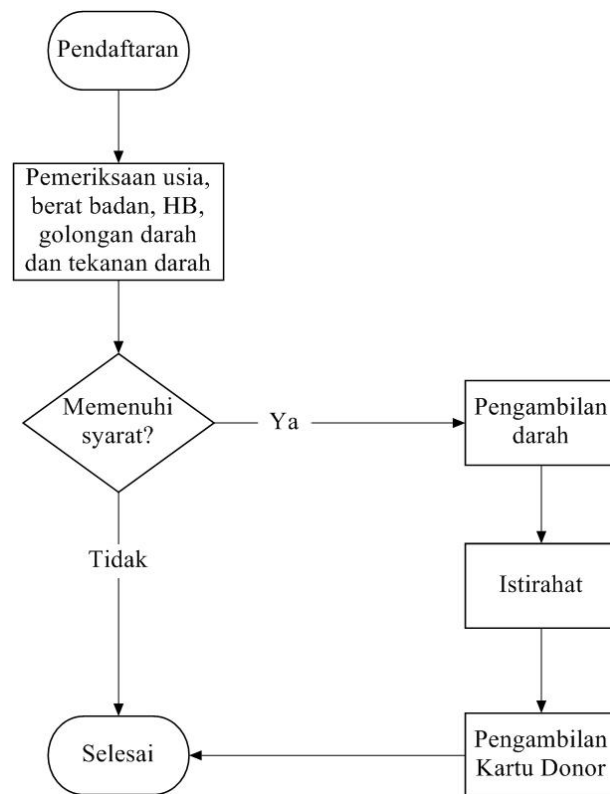 Pendaftaran
Pemeriksaan usia,
berat badan, HB,
golongan darah
dan tekanan darah
Memenuhi
syarat?
Ya
Pengambilan
darah
Tidak
Istirahat
Selesai
Pengambilan
Kartu Donor